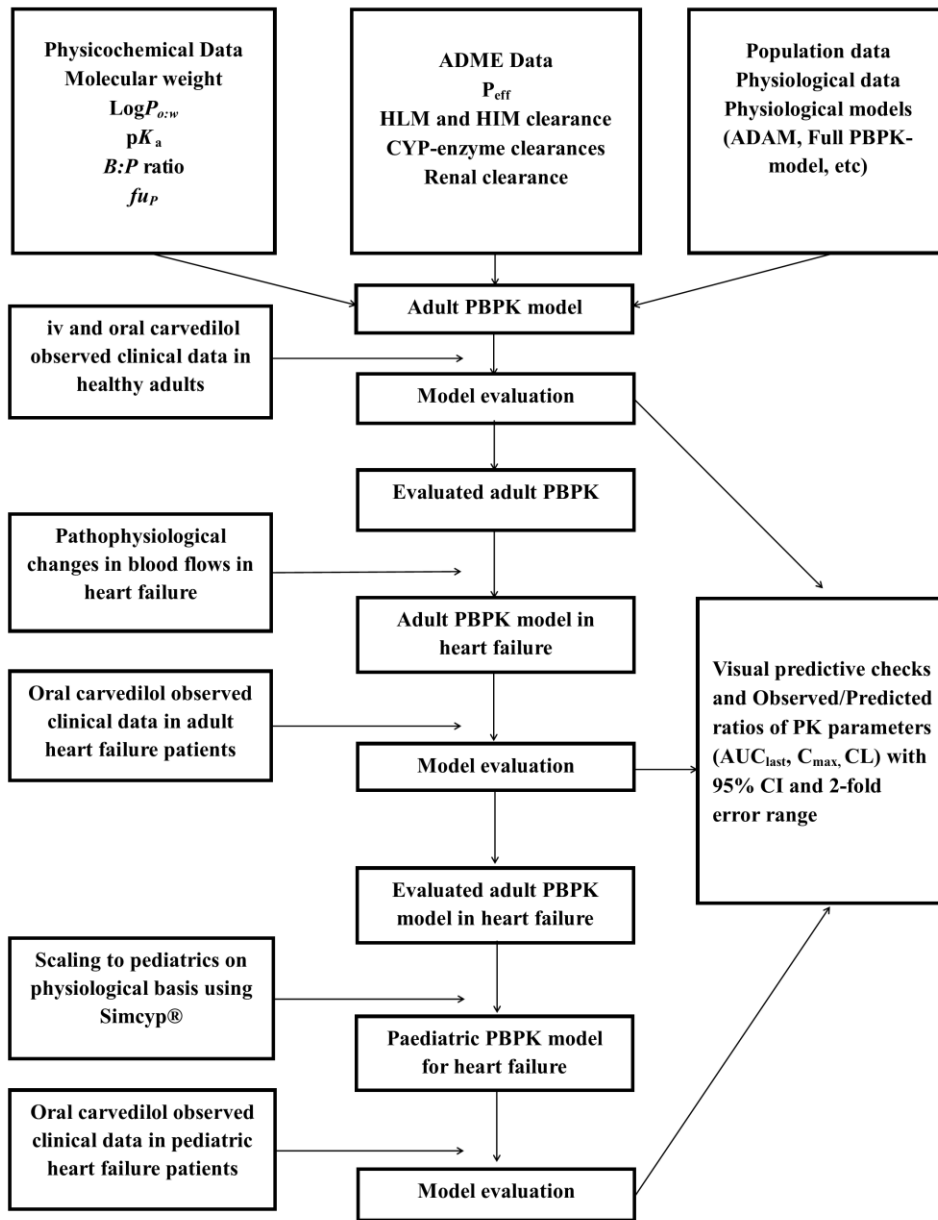 Physicochemical Data
Molecular weight
LogPo:w
pKa
B:P ratio
fuP
ADME Data
Peff
HLM and HIM clearance
CYP-enzyme clearances
Renal clearance
Population data
Physiological data
Physiological models
(ADAM, Full PBPK-
model, etc)
Adult PBPK model
iv and oral carvedilol
observed clinical data in
healthy adults
Model evaluation
Evaluated adult PBPK
Pathophysiological
changes in blood flows in
heart failure
Adult PBPK model in
heart failure
Oral carvedilol observed
clinical data in adult
heart failure patients
Model evaluation
Visual predictive checks
and Observed/Predicted
ratios of PK parameters
(AUClast, Cmax, CL) with
95% CI and 2-fold
error range
Evaluated adult PBPK
model in heart failure
Scaling to pediatrics on
physiological basis using
Simcyp®
Paediatric PBPK model
for heart failure
Oral carvedilol observed
clinical data in pediatric
heart failure patients
Model evaluation